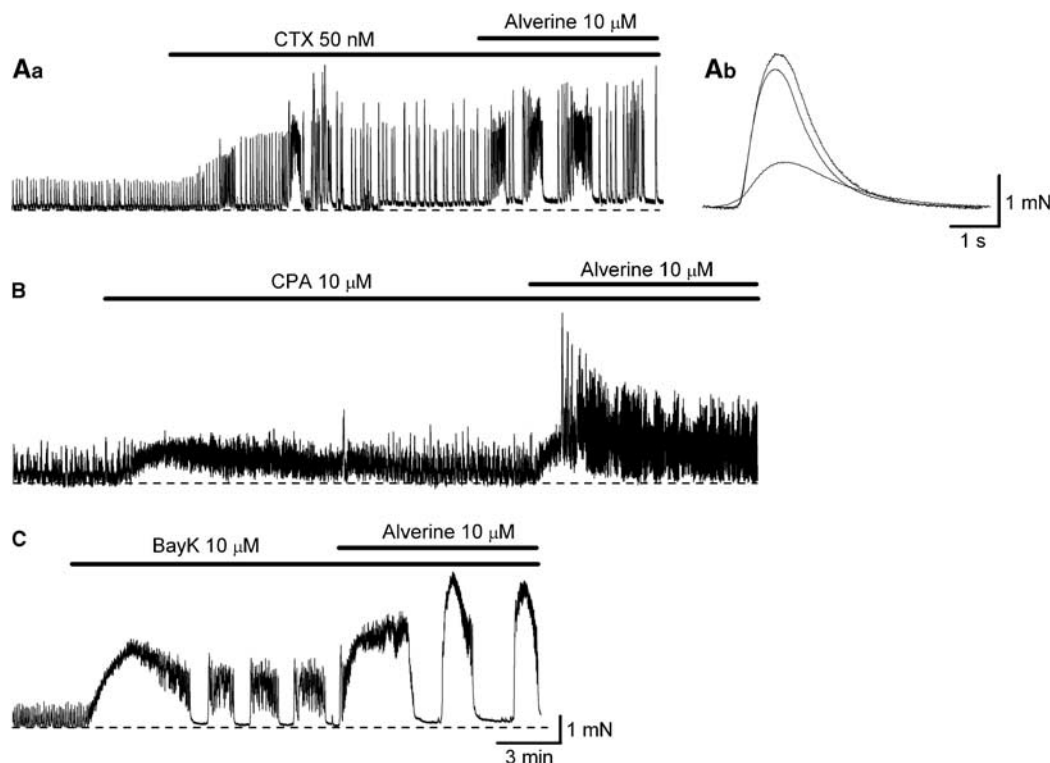 Alverine 10 μM
CTX 50 nM
Aa
Ab
1 mN
1 s
Alverine 10 μM
CPA 10 μM
B
C
Alverine 10 μM
BayK 10 μM
1 mN
3 min